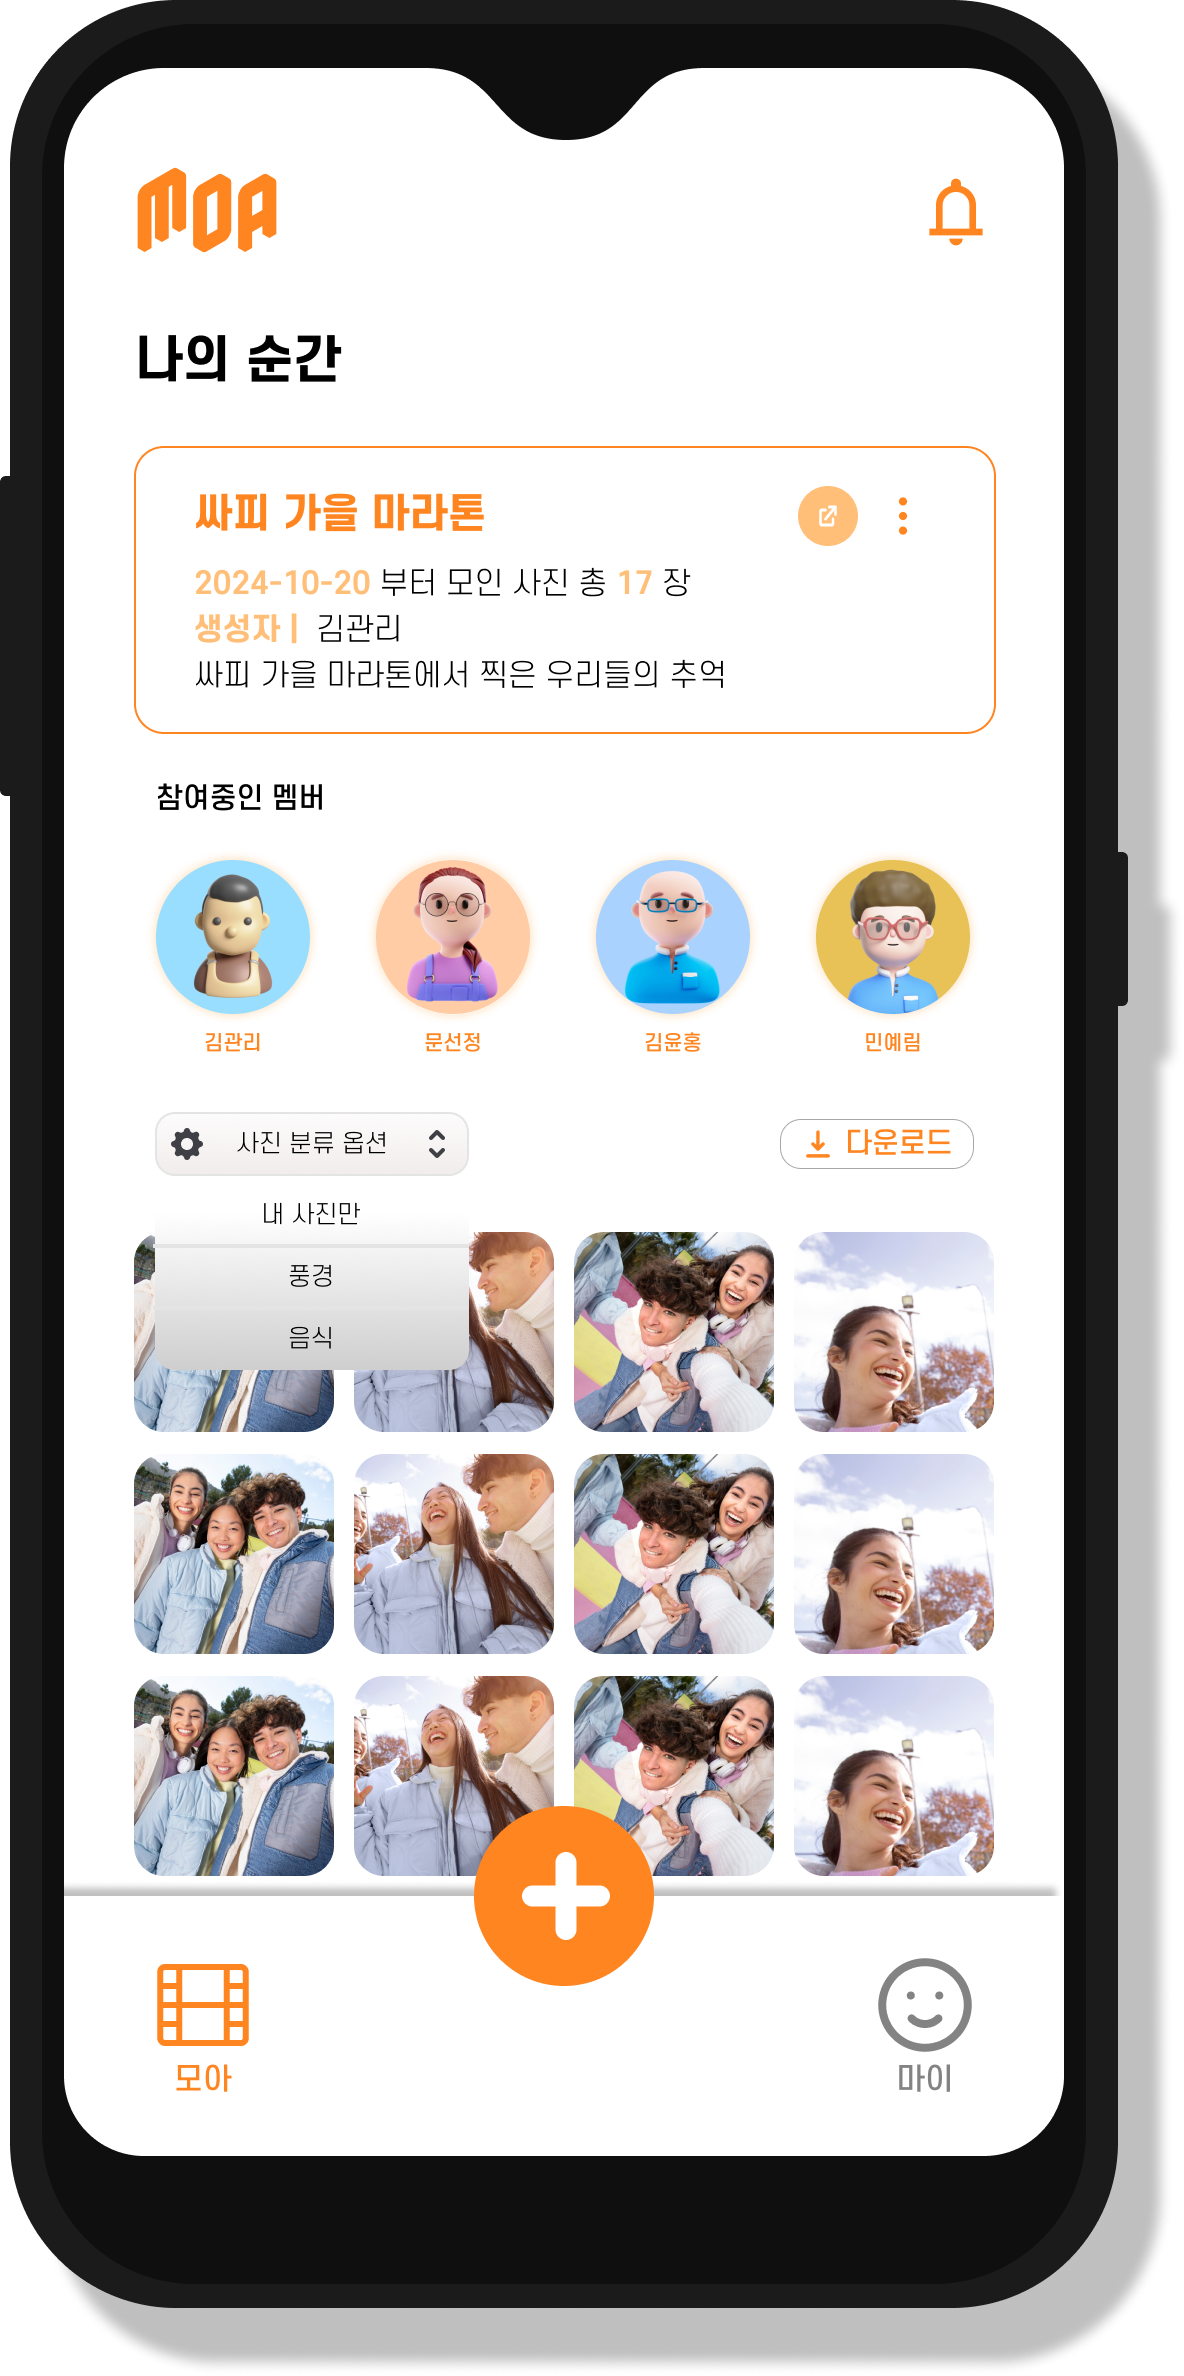 MOA
나의 순간
싸피 가을 마라톤
2024-10-20 부터 모인 사진 총 17 장
생성자 | 김관리
싸피 가을 마라톤에서 찍은 우리들의 추억
참여중인 멤버
김관리 문선정 김윤홍 민예림
사진 분류 옵션 다운로드
내 사진만
풍경
음식
모아 마이